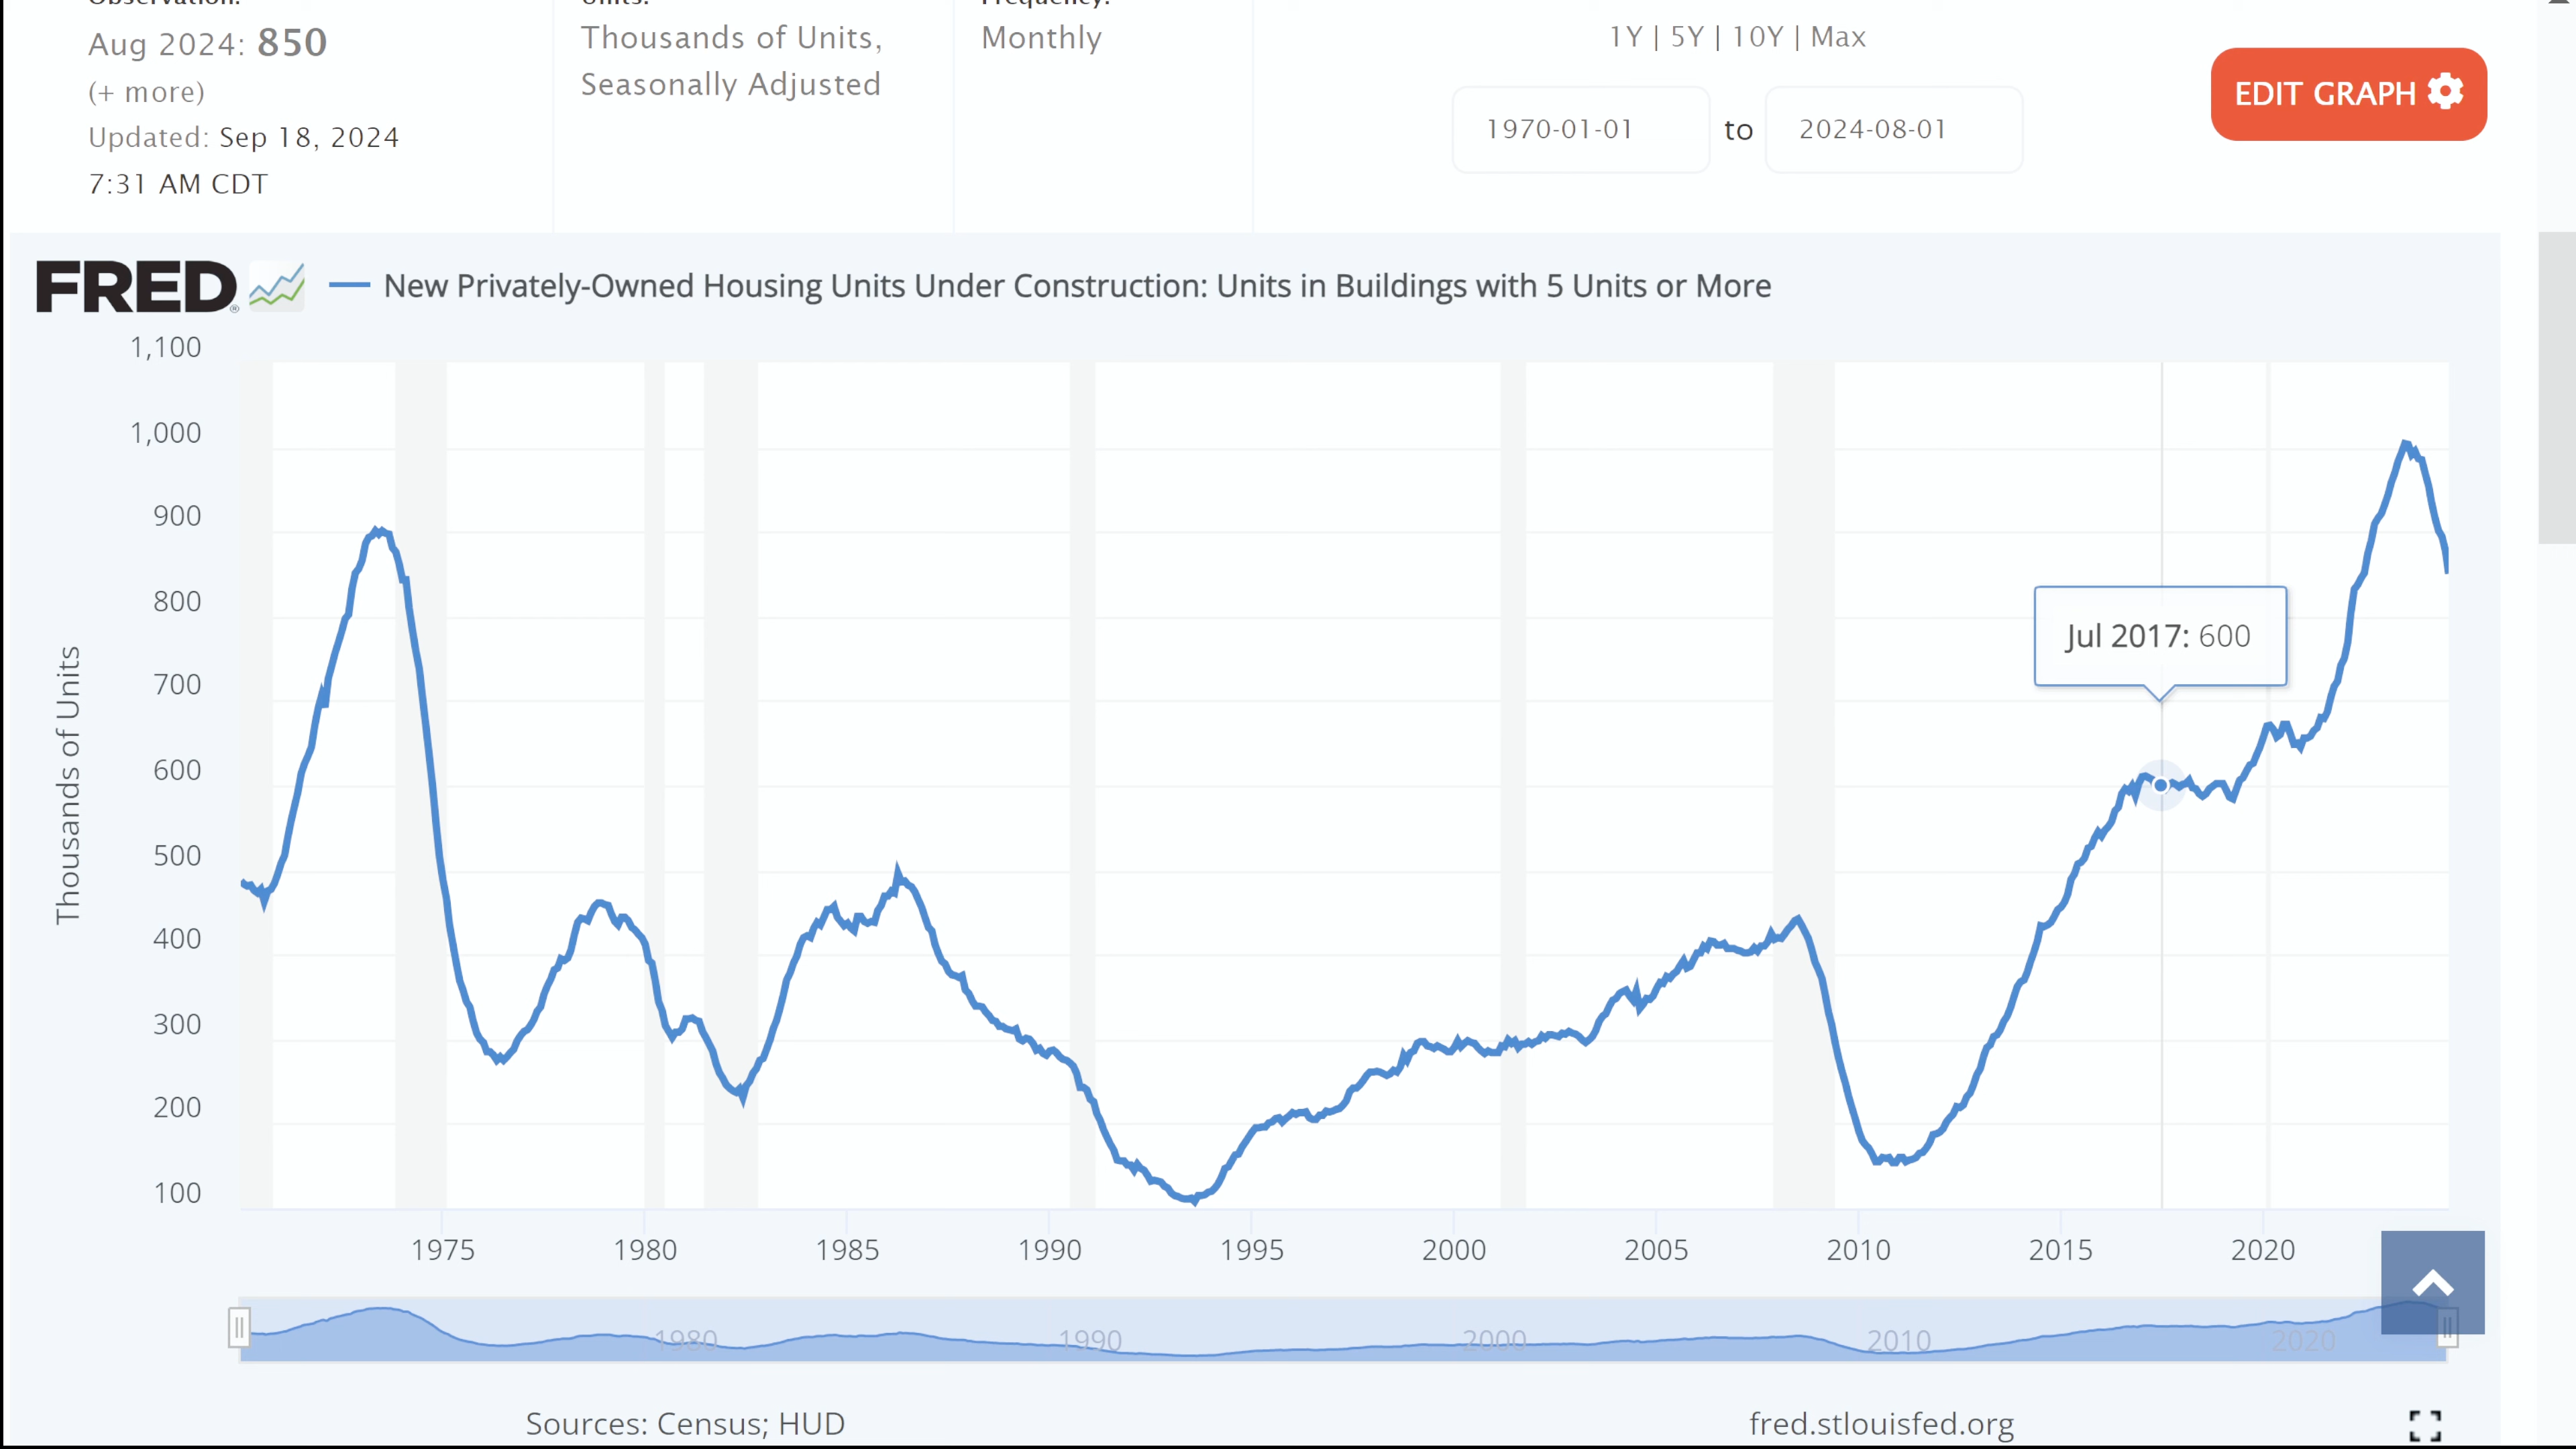 Observation:
Aug 2024: 850
(+ more)
Updated: Sep 18, 2024
7:31 AM CDT
Units:
Thousands of Units,
Seasonally Adjusted
Frequency:
Monthly
1Y | 5Y | 10Y | Max
1970-01-01 to 2024-08-01
EDIT GRAPH
FRED® New Privately-Owned Housing Units Under Construction: Units in Buildings with 5 Units or More
Thousands of Units
1,100
1,000
900
800
700
600
500
400
300
200
100
Jul 2017: 600
1975 1980 1985 1990 1995 2000 2005 2010 2015 2020
1980 1990 2000 2010 2020
Sources: Census; HUD
fred.stlouisfed.org